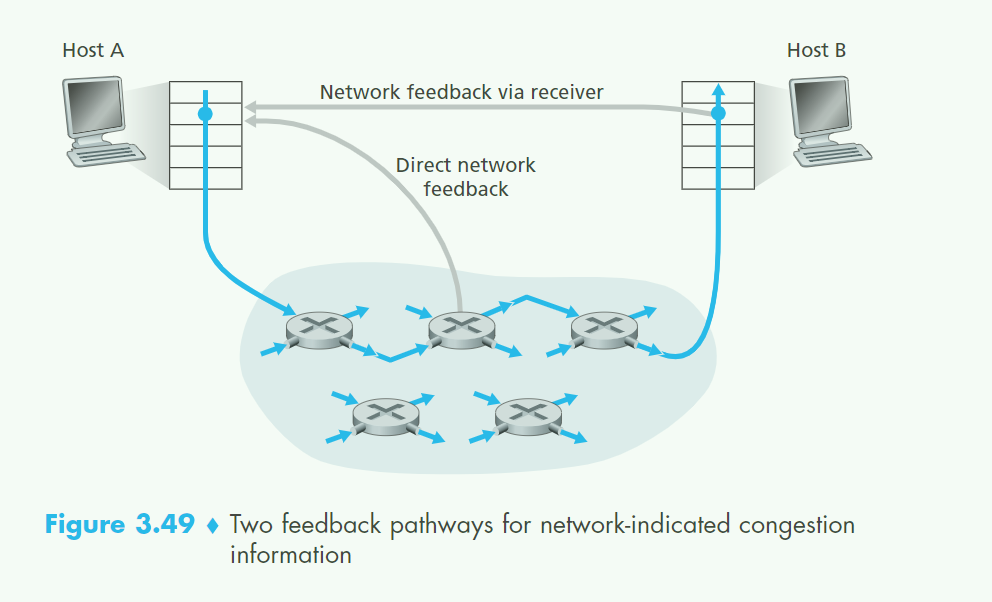 Host A
Host B
Network feedback via receiver
Direct network
feedback
Figure 3.49 ♦ Two feedback pathways for network-indicated congestion
information